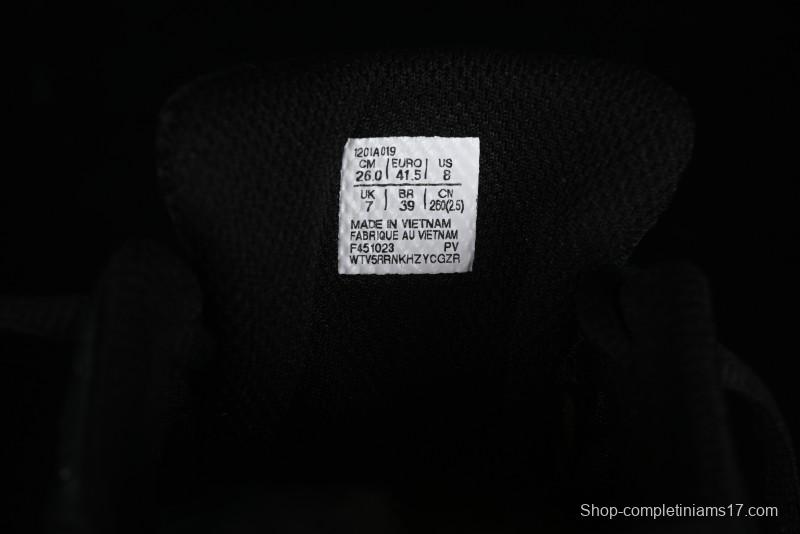 1201A019
CM EURO US
26.0 41.5 8
UK BR CN
7 39 260(2.5)
MADE IN VIETNAM
FABRIQUE AU VIETNAM
F451023 PV
WTV5RRNKHZYCGZR
Shop-completiniams17.com